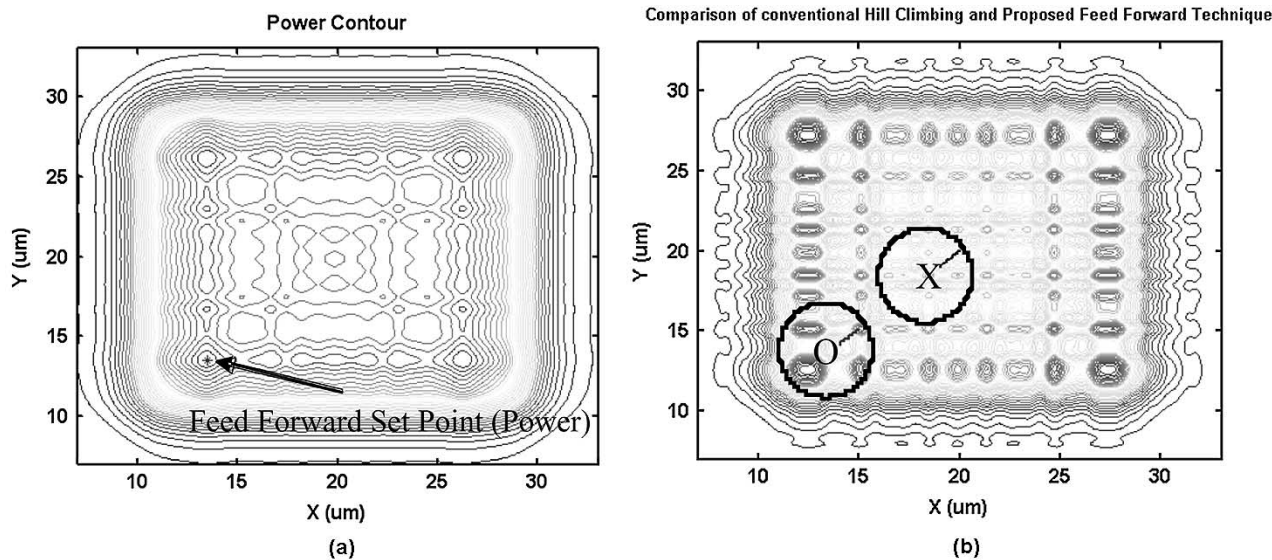 Power Contour
Y (um)
30
25
20
15
10
Feed Forward Set Point (Power)
10 15 20 25 30
X (um)
(a)
Comparison of conventional Hill Climbing and Proposed Feed Forward Technique
Y (um)
30
25
20
15
10
X
O
10 15 20 25 30
X (um)
(b)